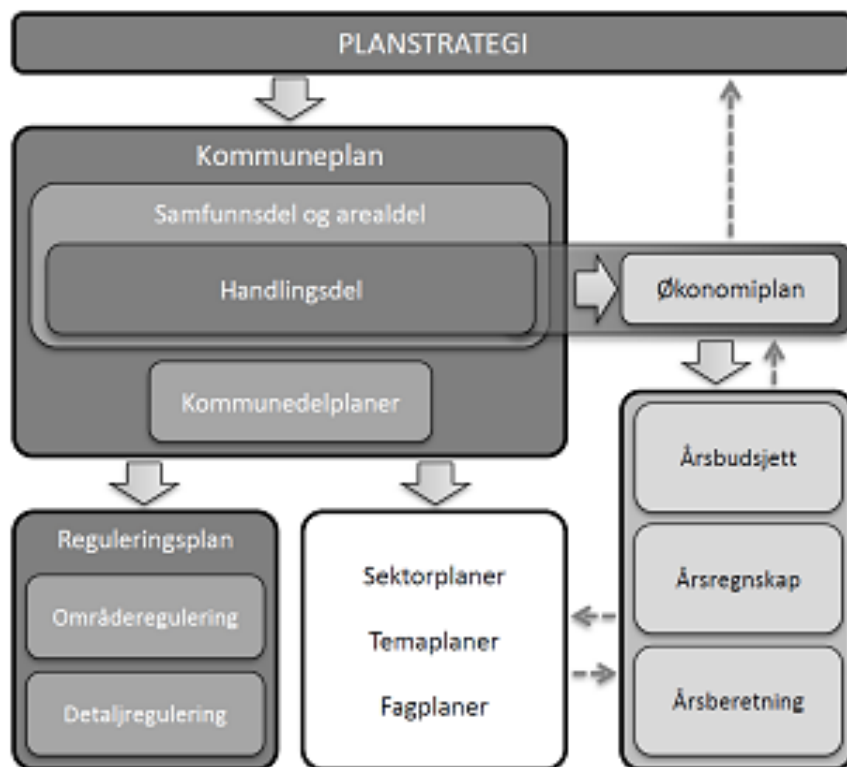 PLANSTRATEGI
Kommuneplan
Samfunnsdel og arealdel
Handlingsdel
Økonomiplan
Kommunedelplaner
Årsbudsjett
Årsregnskap
Årsberetning
Reguleringsplan
Områderegulering
Detaljregulering
Sektorplaner
Temaplaner
Fagplaner